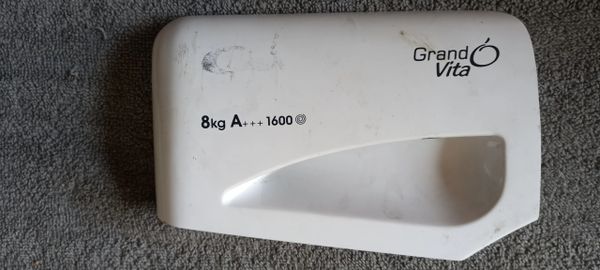 Grand Ó
Vita
8kg A+++ 1600